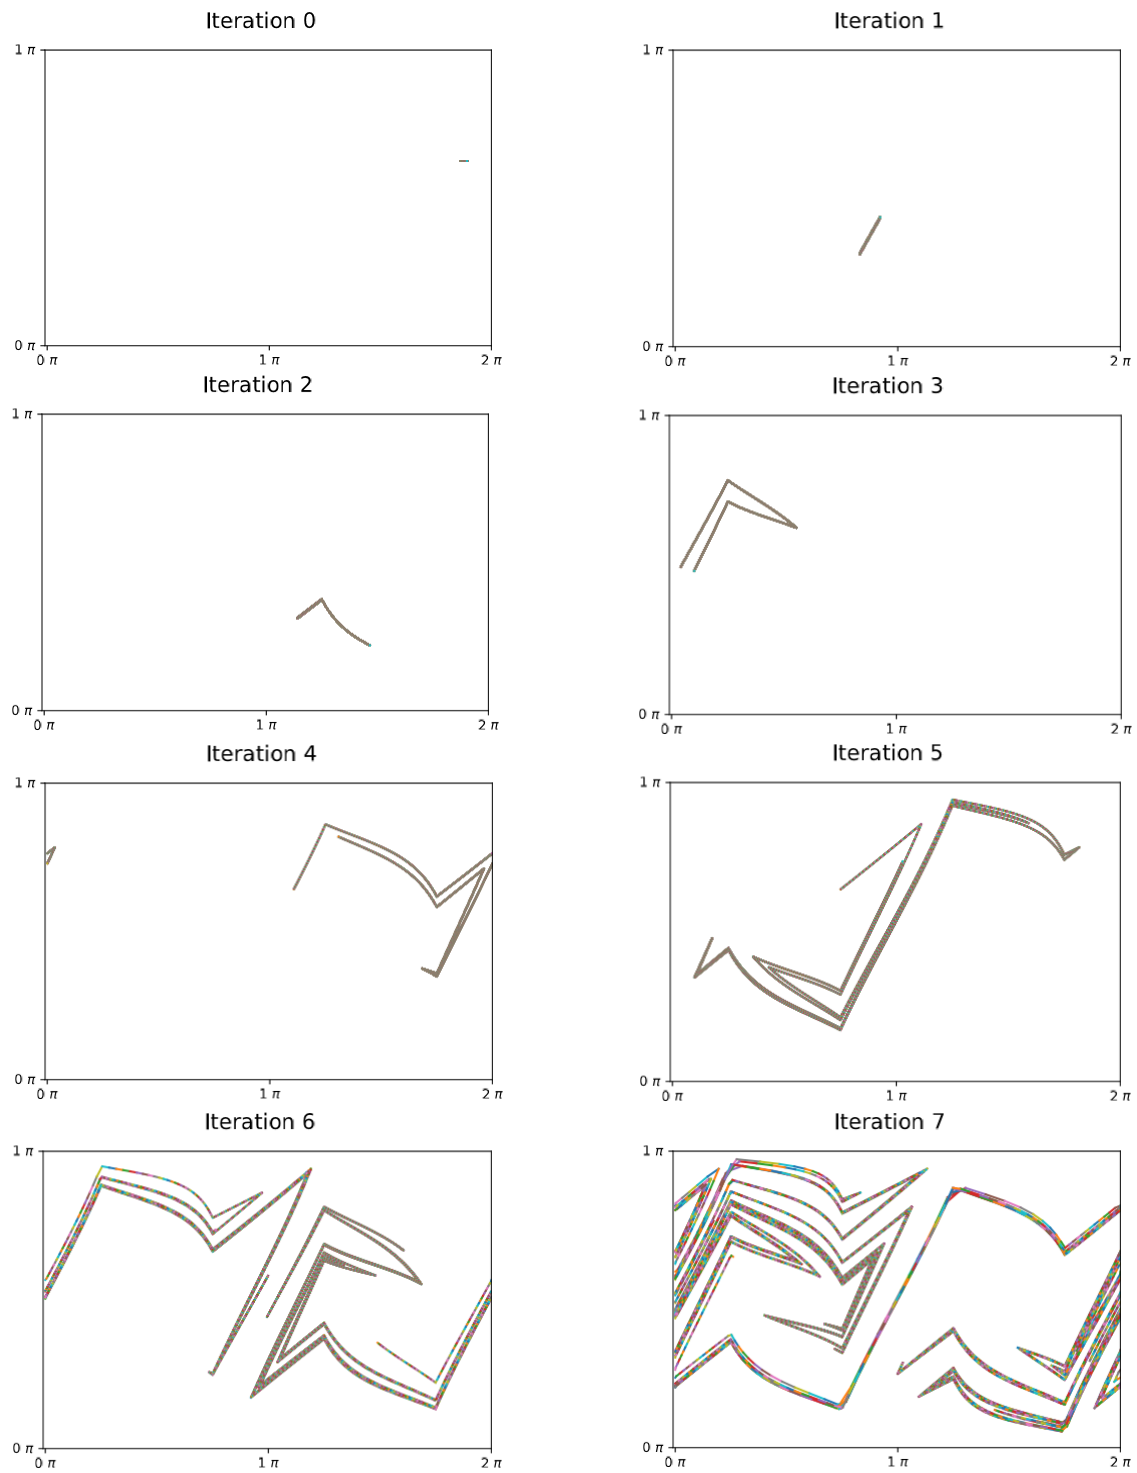 Iteration 0
Iteration 1
1 π
1 π
0 π
0 π
0 π
1 π
2 π
0 π
1 π
2 π
Iteration 2
Iteration 3
1 π
1 π
0 π
0 π
0 π
1 π
2 π
0 π
1 π
2 π
Iteration 4
Iteration 5
1 π
1 π
0 π
0 π
0 π
1 π
2 π
0 π
1 π
2 π
Iteration 6
Iteration 7
1 π
1 π
0 π
0 π
0 π
1 π
2 π
0 π
1 π
2 π